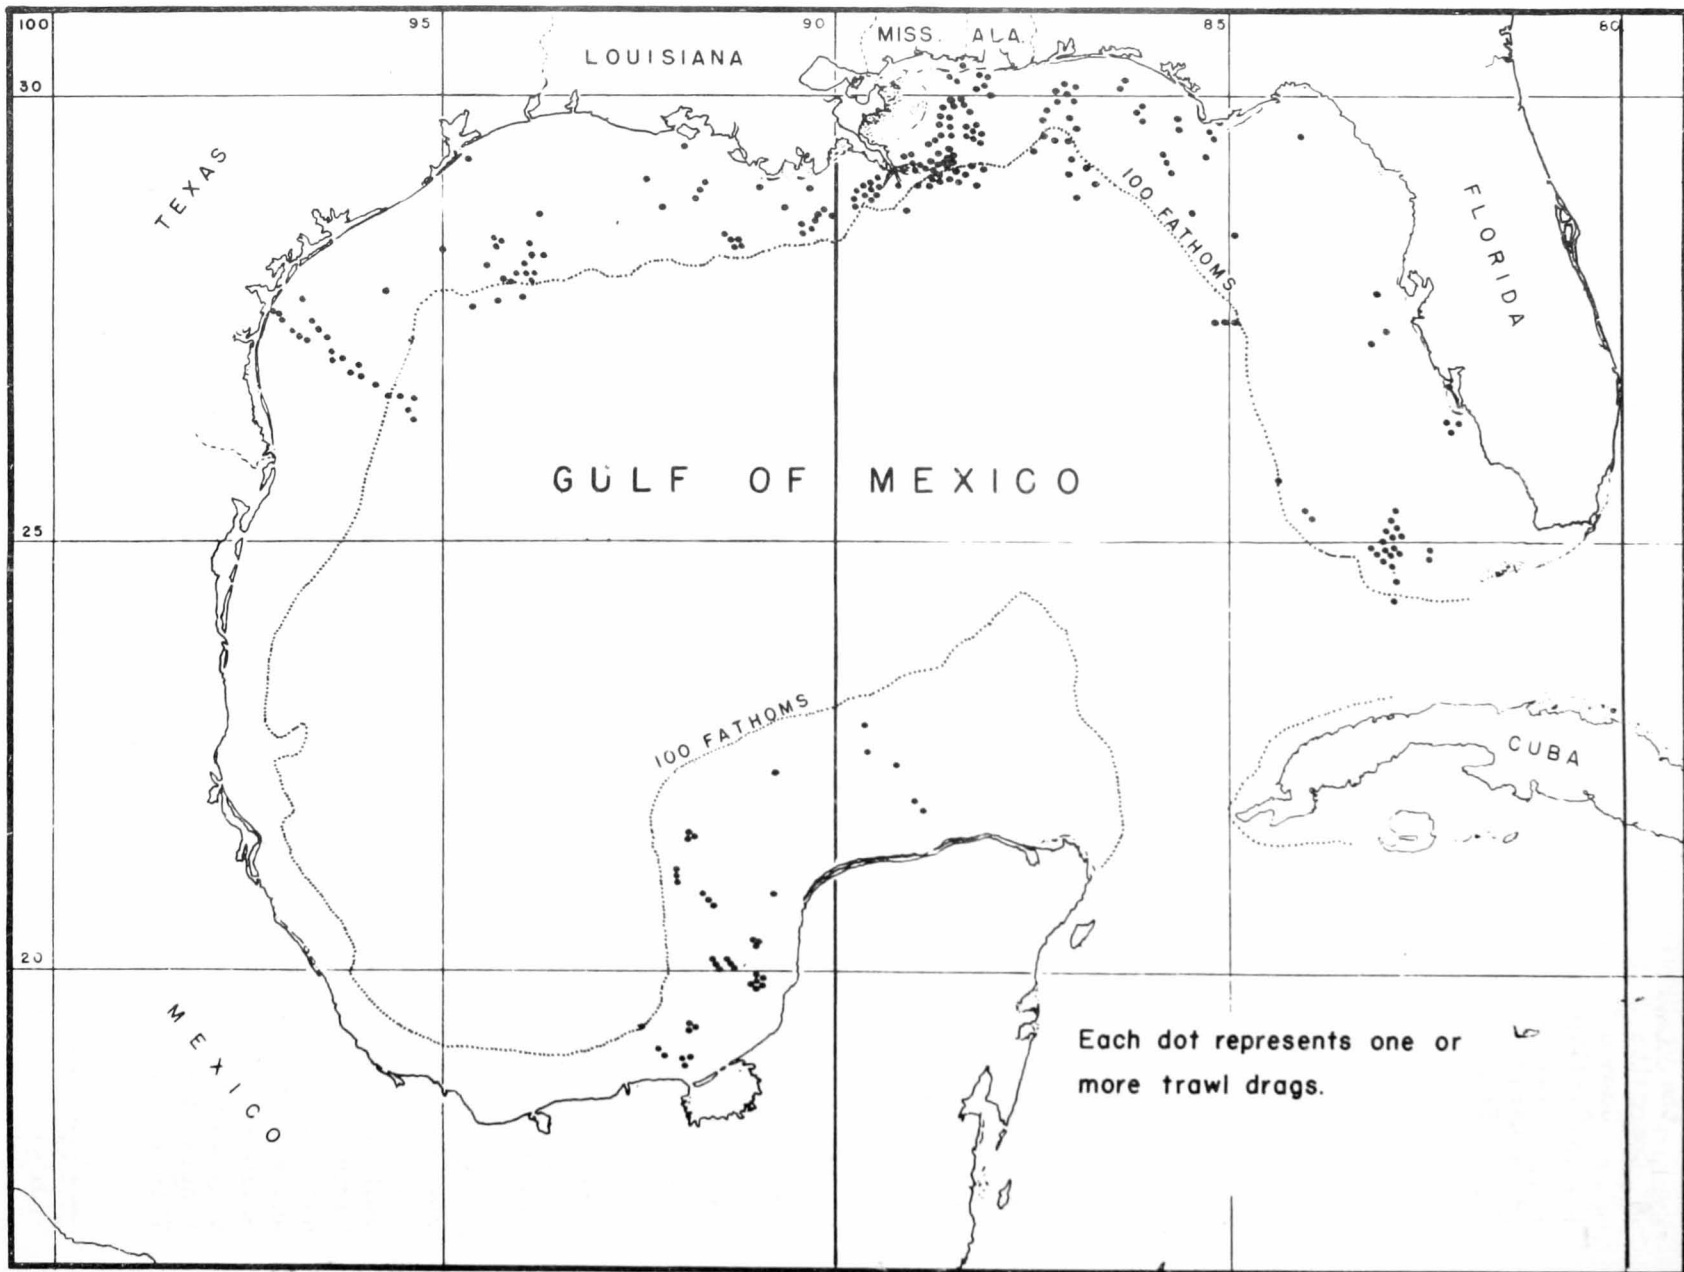 100 95 90 85 80
LOUISIANA MISS. ALA.
30
TEXAS
100 FATHOMS
FLORIDA
GULF OF MEXICO
25
100 FATHOMS
CUBA
20
MEXICO
Each dot represents one or
more trawl drags.